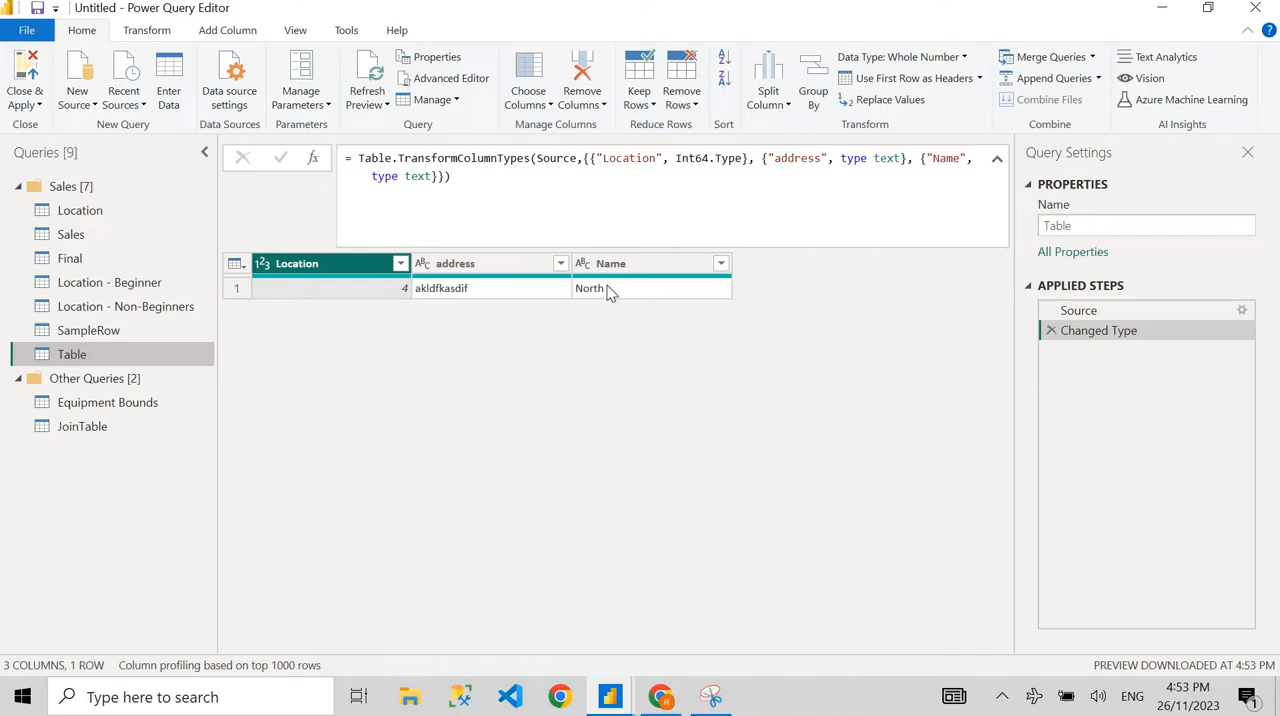 Untitled - Power Query Editor
File Home Transform Add Column View Tools Help
Close & Apply
Close
New Source
Recent Sources
Enter Data
New Query
Data source settings
Data Sources
Manage Parameters
Parameters
Refresh Preview
Properties
Advanced Editor
Manage
Query
Choose Columns
Remove Columns
Manage Columns
Keep Rows
Remove Rows
Reduce Rows
Sort
Split Column
Group By
Data Type: Whole Number
Use First Row as Headers
Replace Values
Transform
Merge Queries
Append Queries
Combine Files
Combine
Text Analytics
Vision
Azure Machine Learning
AI Insights
Queries [9]
Sales [7]
Location
Sales
Final
Location - Beginner
Location - Non-Beginners
SampleRow
Table
Other Queries [2]
Equipment Bounds
JoinTable
fx
= Table.TransformColumnTypes(Source,{{"Location", Int64.Type}, {"address", type text}, {"Name",
type text}})
123 Location ABC address ABC Name
1 4 akldfkasdif North
Query Settings
PROPERTIES
Name
Table
All Properties
APPLIED STEPS
Source
Changed Type
3 COLUMNS, 1 ROW Column profiling based on top 1000 rows
PREVIEW DOWNLOADED AT 4:53 PM
Type here to search
ENG
4:53 PM
26/11/2023
1